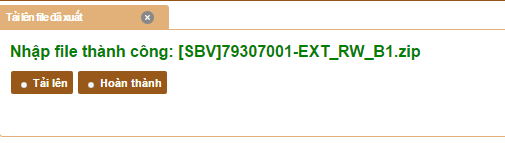 Tải lên file đã xuất
Nhập file thành công: [SBV]79307001-EXT_RW_B1.zip
Tải lên Hoàn thành